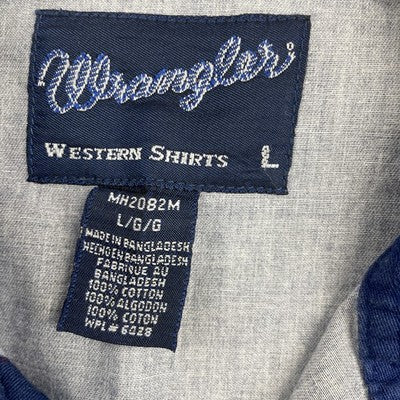 Wrangler
WESTERN SHIRTS L
MH2082M
L/G/G
MADE IN BANGLADESH
HECHO EN BANGLADESH
FABRIQUE AU
BANGLADESH
100% COTTON
100% ALGODON
100% COTON
WPL# 6428